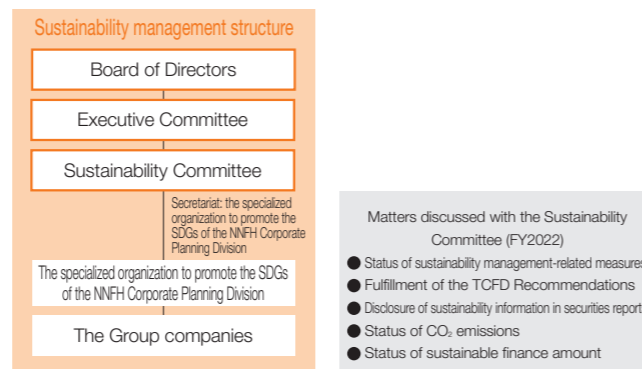 Sustainability management structure
Board of Directors
Executive Committee
Sustainability Committee
Secretariat: the specialized
organization to promote the
SDGs of the NNFH Corporate
Planning Division
The specialized organization to promote the SDGs
of the NNFH Corporate Planning Division
The Group companies
Matters discussed with the Sustainability
Committee (FY2022)
● Status of sustainability management-related measures
● Fulfillment of the TCFD Recommendations
● Disclosure of sustainability information in securities report
● Status of CO₂ emissions
● Status of sustainable finance amount